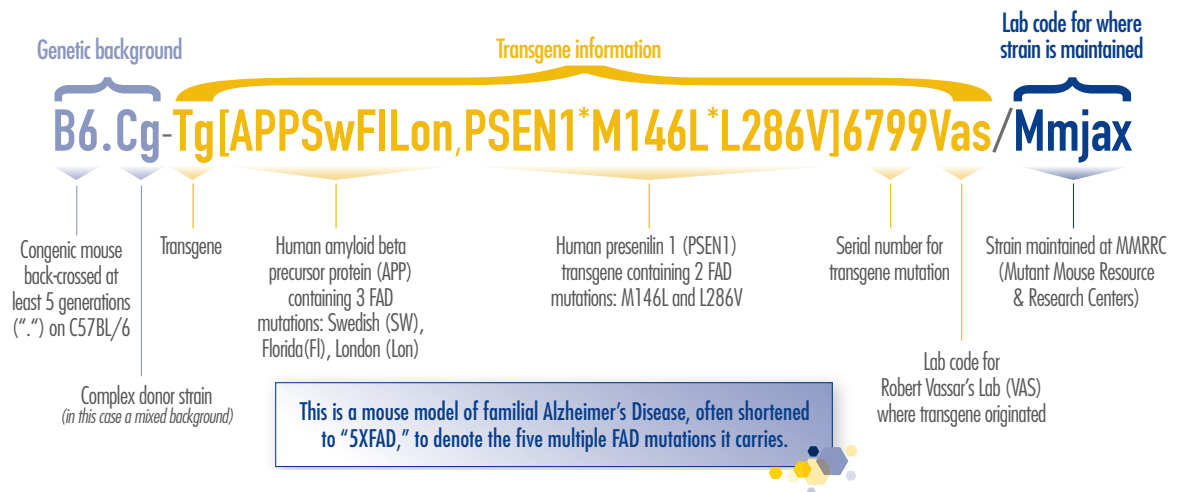 Genetic background
Transgene information
Lab code for where
strain is maintained
B6.Cg-Tg[APPSwFlLon,PSEN1*M146L*L286V]6799Vas/Mmjax
Congenic mouse
back-crossed at
least 5 generations
(“.“) on C57BL/6
Complex donor strain
(in this case a mixed background)
Transgene
Human amyloid beta
precursor protein (APP)
containing 3 FAD
mutations: Swedish (SW),
Florida(Fl), London (Lon)
Human presenilin 1 (PSEN1)
transgene containing 2 FAD
mutations: M146L and L286V
Serial number for
transgene mutation
Lab code for
Robert Vassar’s Lab (VAS)
where transgene originated
Strain maintained at MMRRC
(Mutant Mouse Resource
& Research Centers)
This is a mouse model of familial Alzheimer’s Disease, often shortened
to “5XFAD,” to denote the five multiple FAD mutations it carries.